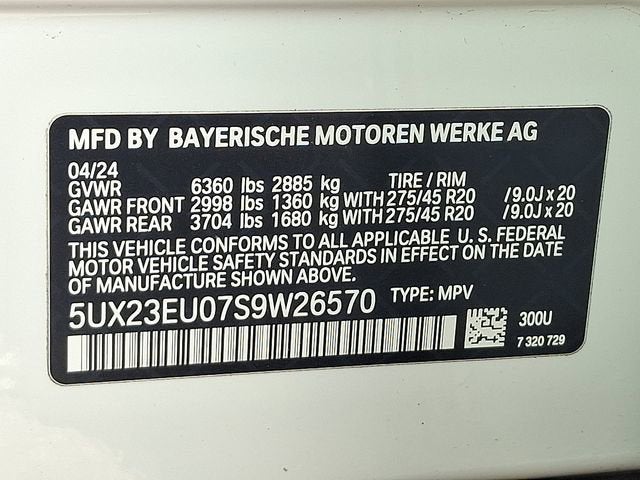 MFD BY BAYERISCHE MOTOREN WERKE AG
04/24
GVWR 6360 lbs 2885 kg TIRE / RIM
GAWR FRONT 2998 lbs 1360 kg WITH 275/45 R20 / 9.0J x 20
GAWR REAR 3704 lbs 1680 kg WITH 275/45 R20 / 9.0J x 20
THIS VEHICLE CONFORMS TO ALL APPLICABLE U. S. FEDERAL
MOTOR VEHICLE SAFETY STANDARDS IN EFFECT ON THE DATE
OF MANUFACTURE SHOWN ABOVE.
5UX23EU07S9W26570 TYPE: MPV
300U
7 320 729